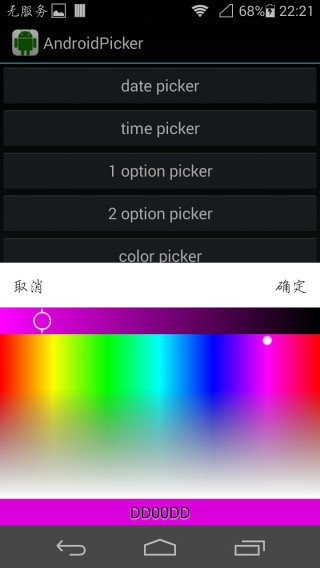 无服务 68% 22:21
AndroidPicker
date picker
time picker
1 option picker
2 option picker
color picker
取消 确定
DD00DD